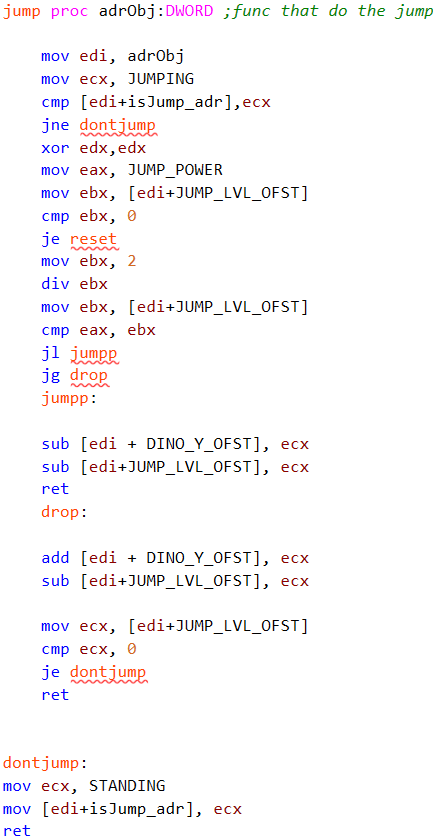 jump proc adrObj:DWORD ;func that do the jump
mov edi, adrObj
mov ecx, JUMPING
cmp [edi+isJump_adr],ecx
jne dontjump
xor edx,edx
mov eax, JUMP_POWER
mov ebx, [edi+JUMP_LVL_OFST]
cmp ebx, 0
je reset
mov ebx, 2
div ebx
mov ebx, [edi+JUMP_LVL_OFST]
cmp eax, ebx
jl jumpp
jg drop
jumpp:
sub [edi + DINO_Y_OFST], ecx
sub [edi+JUMP_LVL_OFST], ecx
ret
drop:
add [edi + DINO_Y_OFST], ecx
sub [edi+JUMP_LVL_OFST], ecx
mov ecx, [edi+JUMP_LVL_OFST]
cmp ecx, 0
je dontjump
ret
dontjump:
mov ecx, STANDING
mov [edi+isJump_adr], ecx
ret